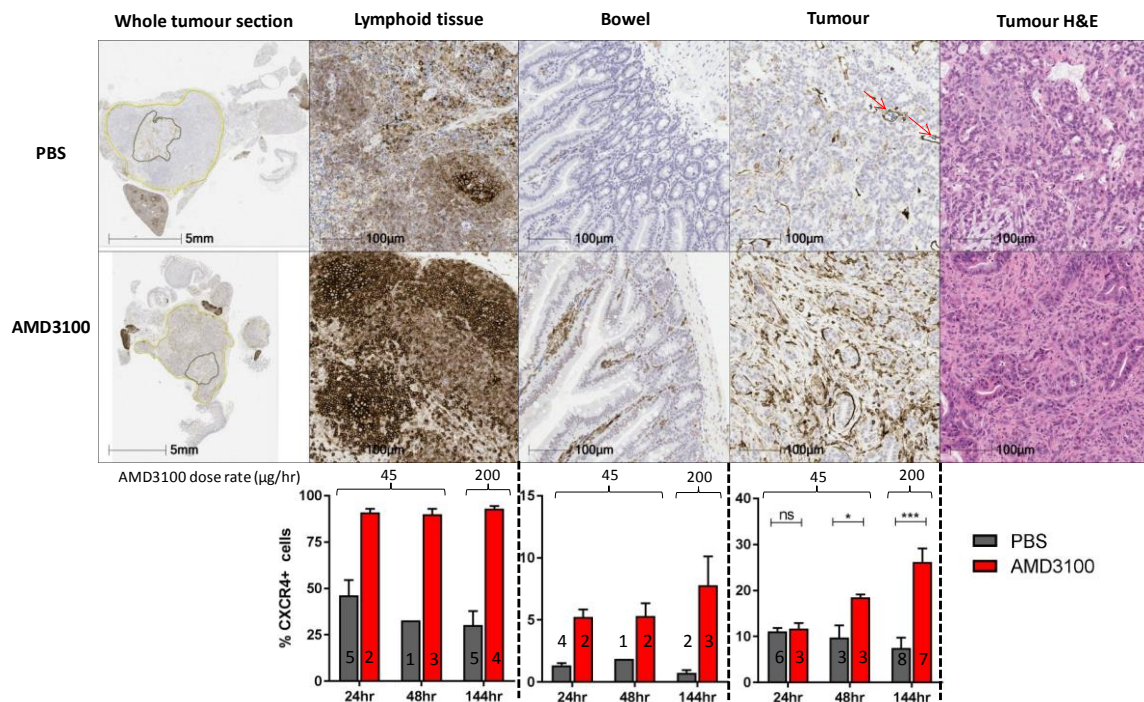 Whole tumour section Lymphoid tissue Bowel Tumour Tumour H&E
PBS
5mm 100µm 100µm 100µm 100µm
AMD3100
5mm 100µm 100µm 100µm 100µm
AMD3100 dose rate (µg/hr) 45 200 45 200 45 200
% CXCR4+ cells
100
75
50
25
0
5 2 1 3 5 4
24hr 48hr 144hr
15
10
5
0
4 2 1 2 2 3
24hr 48hr 144hr
40
30
20
10
0
ns * ***
6 3 3 3 8 7
24hr 48hr 144hr
PBS
AMD3100